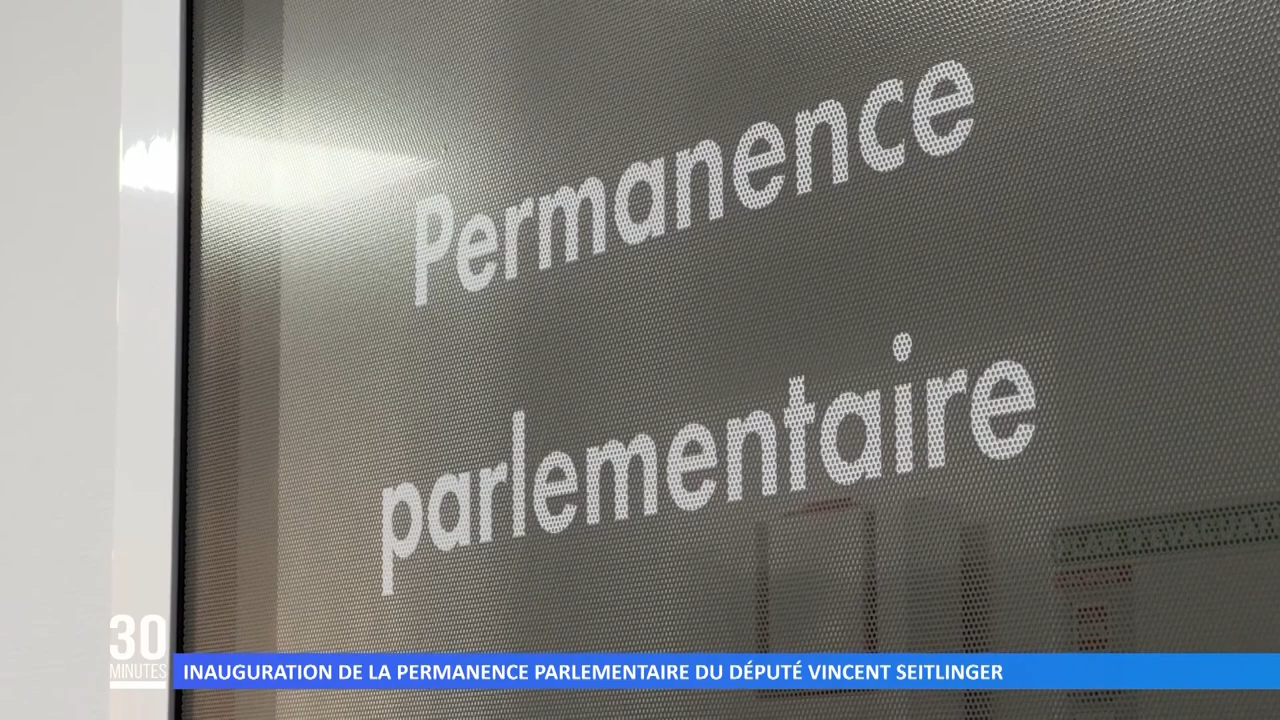 Permanence
parlementaire
30
MINUTES
INAUGURATION DE LA PERMANENCE PARLEMENTAIRE DU DÉPUTÉ VINCENT SEITLINGER